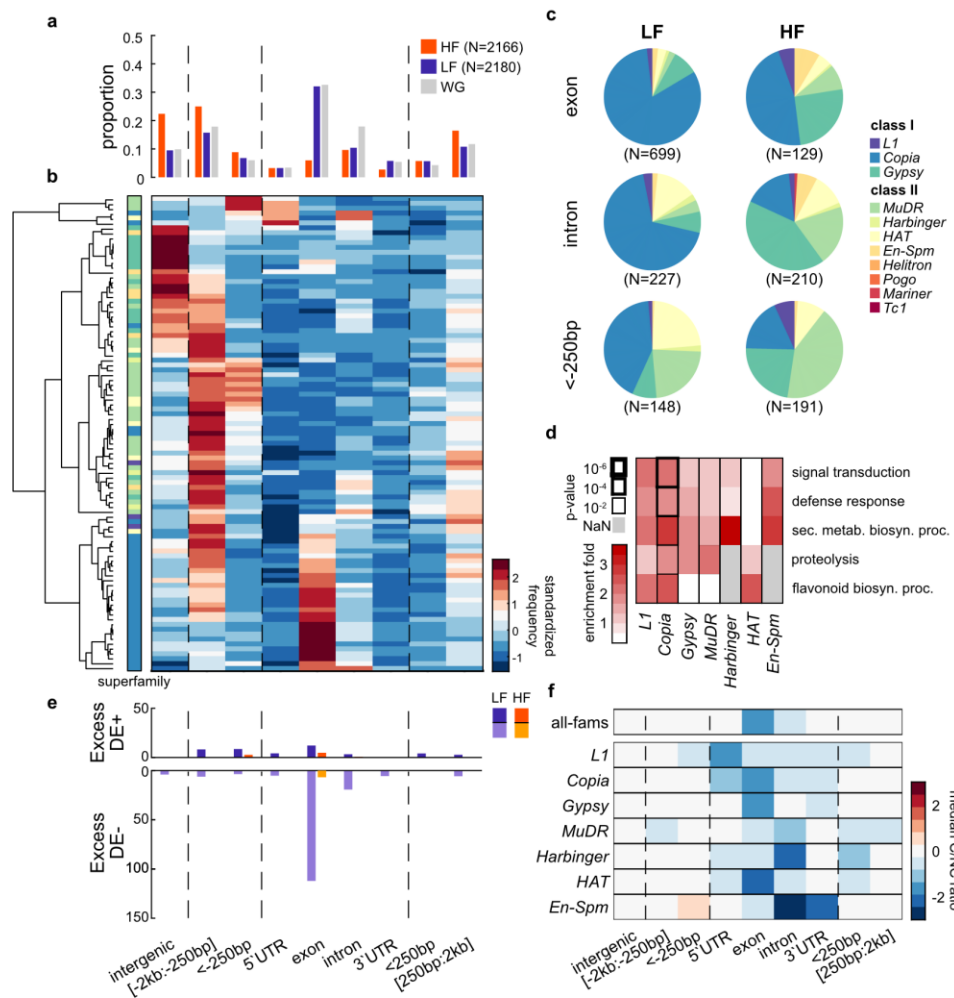 a
0.5
0.4
0.3
0.2
0.1
0
proportion
HF (N=2166)
LF (N=2180)
WG
b
superfamily
2
1
0
-1
standardized
frequency
c
LF
HF
exon
(N=699)
(N=129)
intron
(N=227)
(N=210)
<-250bp
(N=148)
(N=191)
class I
L1
Copia
Gypsy
class II
MuDR
Harbinger
HAT
En-Spm
Helitron
Pogo
Mariner
Tc1
d
p-value
10-6
10-4
10-2
NaN
enrichment fold
3
2
1
signal transduction
defense response
sec. metab. biosyn. proc.
proteolysis
flavonoid biosyn. proc.
L1
Copia
Gypsy
MuDR
Harbinger
HAT
En-Spm
e
LF HF
Excess
DE+
50
0
Excess
DE-
0
50
100
150
intergenic
[-2kb:-250bp]
<-250bp
5'UTR
exon
intron
3'UTR
<250bp
[250bp:2kb]
f
all-fams
L1
Copia
Gypsy
MuDR
Harbinger
HAT
En-Spm
2
0
-2
ratio
intergenic
[-2kb:-250bp]
<-250bp
5'UTR
exon
intron
3'UTR
<250bp
[250bp:2kb]